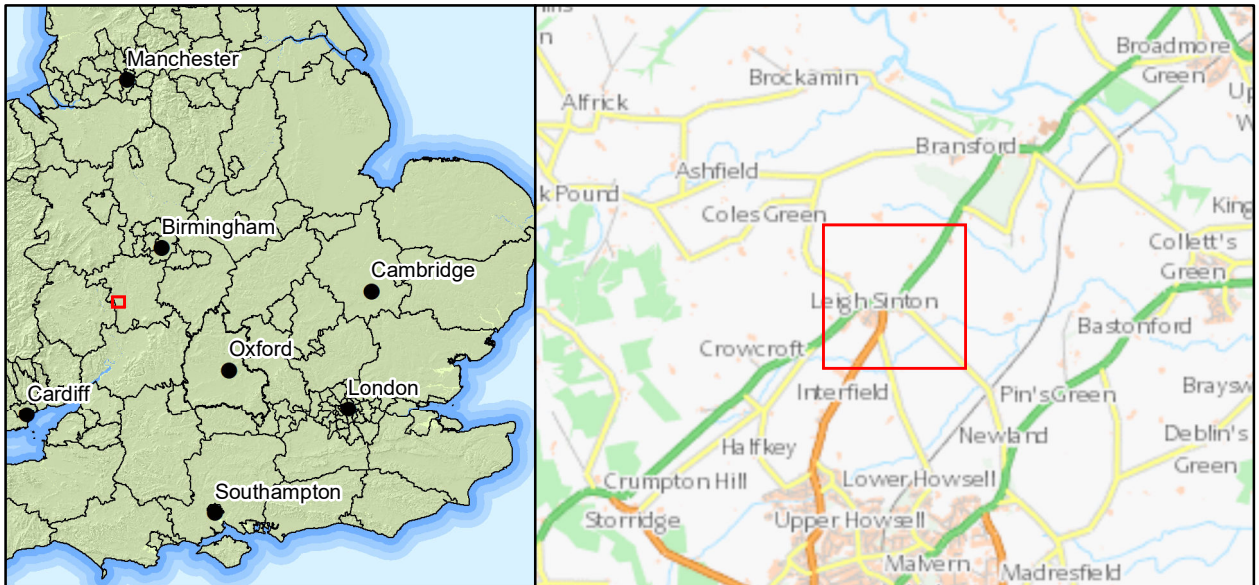 Manchester
Birmingham
Cambridge
Oxford
London
Cardiff
Southampton
n
Broadmore
Green
Brockamin
Alfrick
Bransford
Ashfield
k Pound
Coles Green
King
Collett's
Green
Leigh Sinton
Bastonford
Crowcroft
Interfield
Pin's Green
Braysw
Newland
Deblin's
Green
Halfkey
Crumpton Hill
Lower Howsell
Storridge
Upper Howsell
Malvern
Madresfield